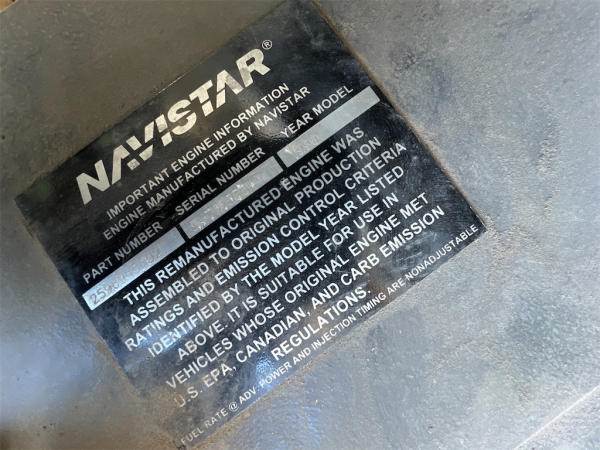 NAVISTAR®
IMPORTANT ENGINE INFORMATION
ENGINE MANUFACTURED BY NAVISTAR
PART NUMBER SERIAL NUMBER YEAR MODEL
THIS REMANUFACTURED ENGINE WAS
ASSEMBLED TO ORIGINAL PRODUCTION
RATINGS AND EMISSION CONTROL CRITERIA
IDENTIFIED BY THE MODEL YEAR LISTED
ABOVE. IT IS SUITABLE FOR USE IN
VEHICLES WHOSE ORIGINAL ENGINE MET
U.S. EPA, CANADIAN, AND CARB EMISSION
REGULATIONS.
FUEL RATE @ ADV- POWER AND INJECTION TIMING ARE NONADJUSTABLE